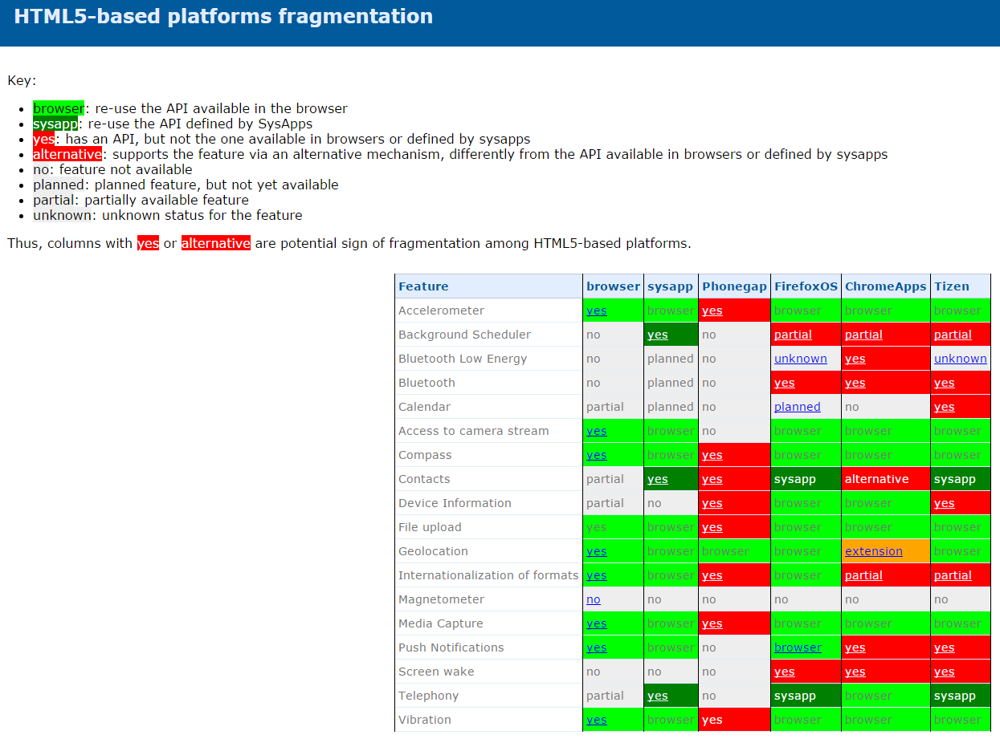 HTML5-based platforms fragmentation
Key:
browser: re-use the API available in the browser
sysapp: re-use the API defined by SysApps
yes: has an API, but not the one available in browsers or defined by sysapps
alternative: supports the feature via an alternative mechanism, differently from the API available in browsers or defined by sysapps
no: feature not available
planned: planned feature, but not yet available
partial: partially available feature
unknown: unknown status for the feature
Thus, columns with yes or alternative are potential sign of fragmentation among HTML5-based platforms.
Feature browser sysapp Phonegap FirefoxOS ChromeApps Tizen
Accelerometer yes browser yes browser browser browser
Background Scheduler no yes no partial partial partial
Bluetooth Low Energy no planned no unknown yes unknown
Bluetooth no planned no yes yes yes
Calendar partial planned no planned no yes
Access to camera stream yes browser no browser browser browser
Compass yes browser yes browser browser browser
Contacts partial yes yes sysapp alternative sysapp
Device Information partial no yes browser browser yes
File upload yes browser yes browser browser browser
Geolocation yes browser browser browser extension browser
Internationalization of formats yes browser yes browser partial partial
Magnetometer no no no no no no
Media Capture yes browser yes browser browser browser
Push Notifications yes browser no browser yes yes
Screen wake no no no yes yes yes
Telephony partial yes no sysapp browser sysapp
Vibration yes browser yes browser browser browser